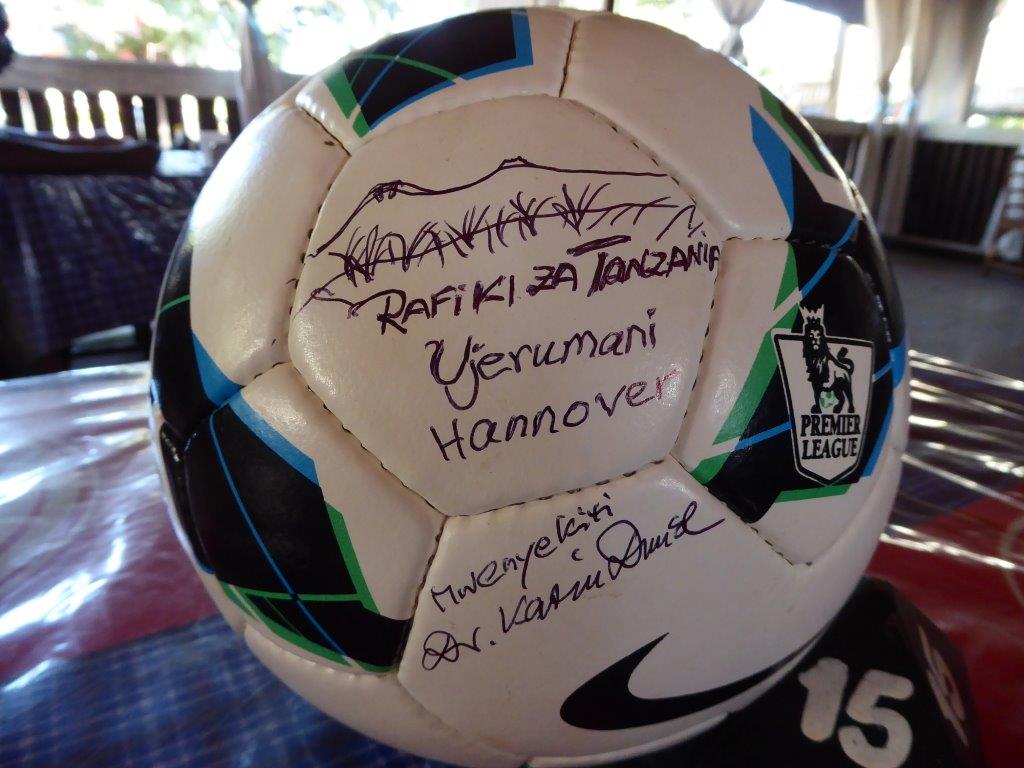 RAFIKI ZA TANZANIA
Ujerumani
Hannover
PREMIER
LEAGUE
Mwenyekiti
Dr.
15